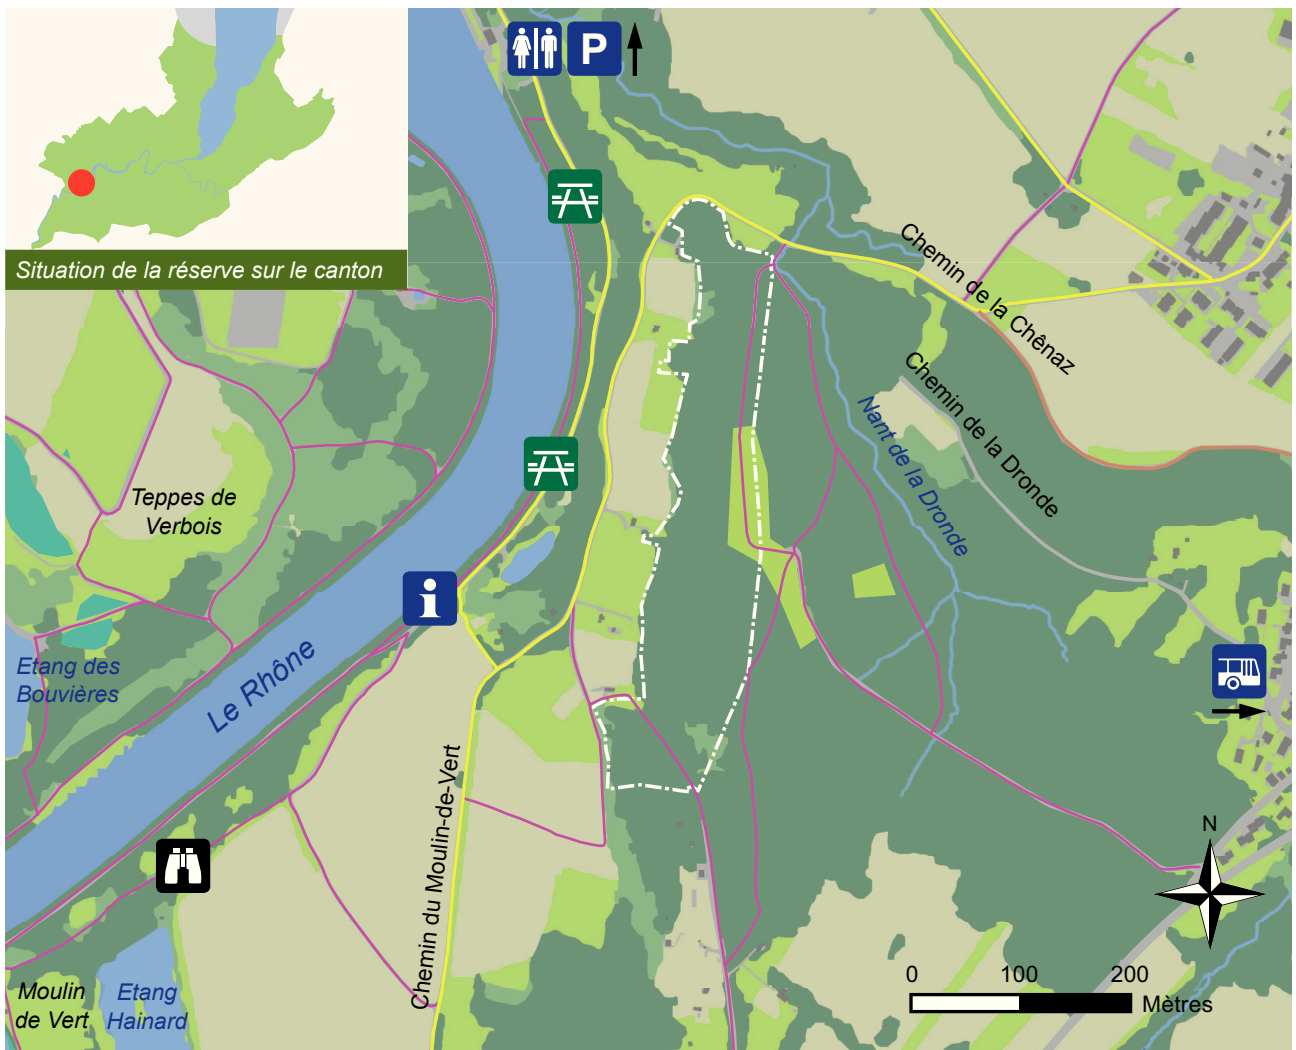 P
Situation de la réserve sur le canton
Chemin de la Chênaz
Chemin de la Dronde
Nant de la Dronde
Teppes de
Verbois
i
Etang des
Bouvières
Le Rhône
Chemin du Moulin-de-Vert
N
Moulin
de Vert
Etang
Hainard
0 100 200
Mètres